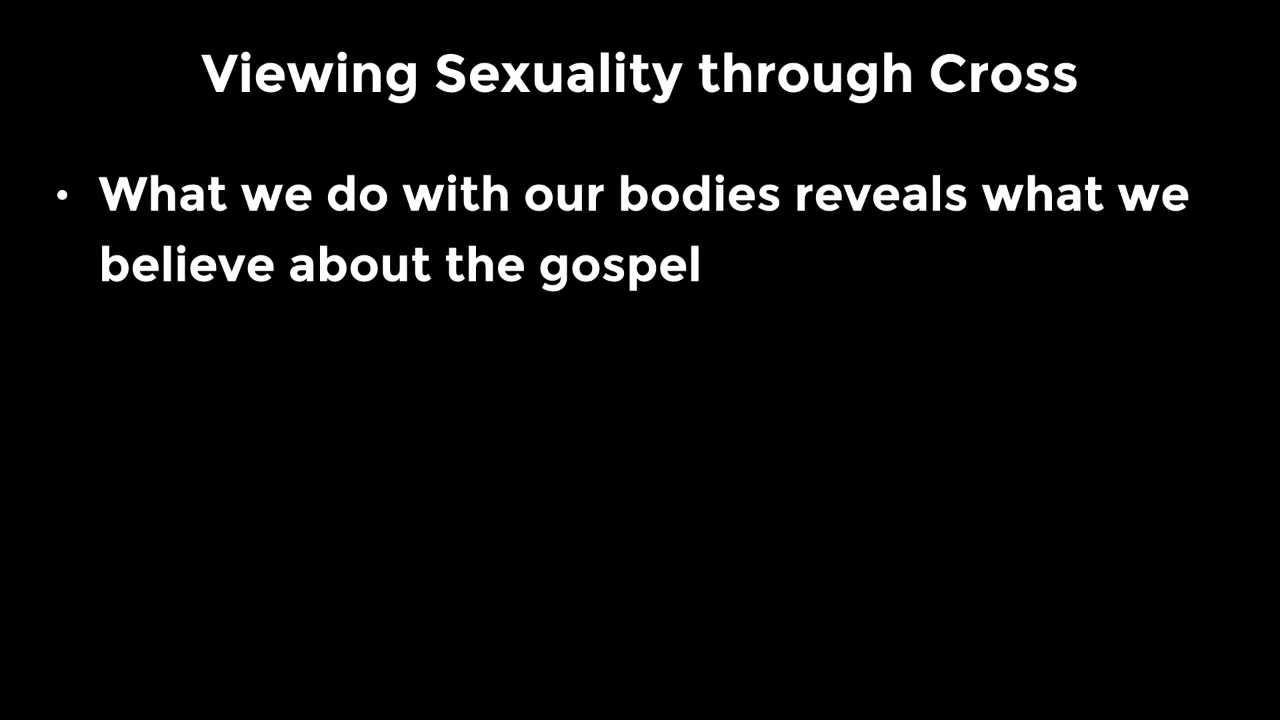 Viewing Sexuality through Cross
• What we do with our bodies reveals what we
believe about the gospel